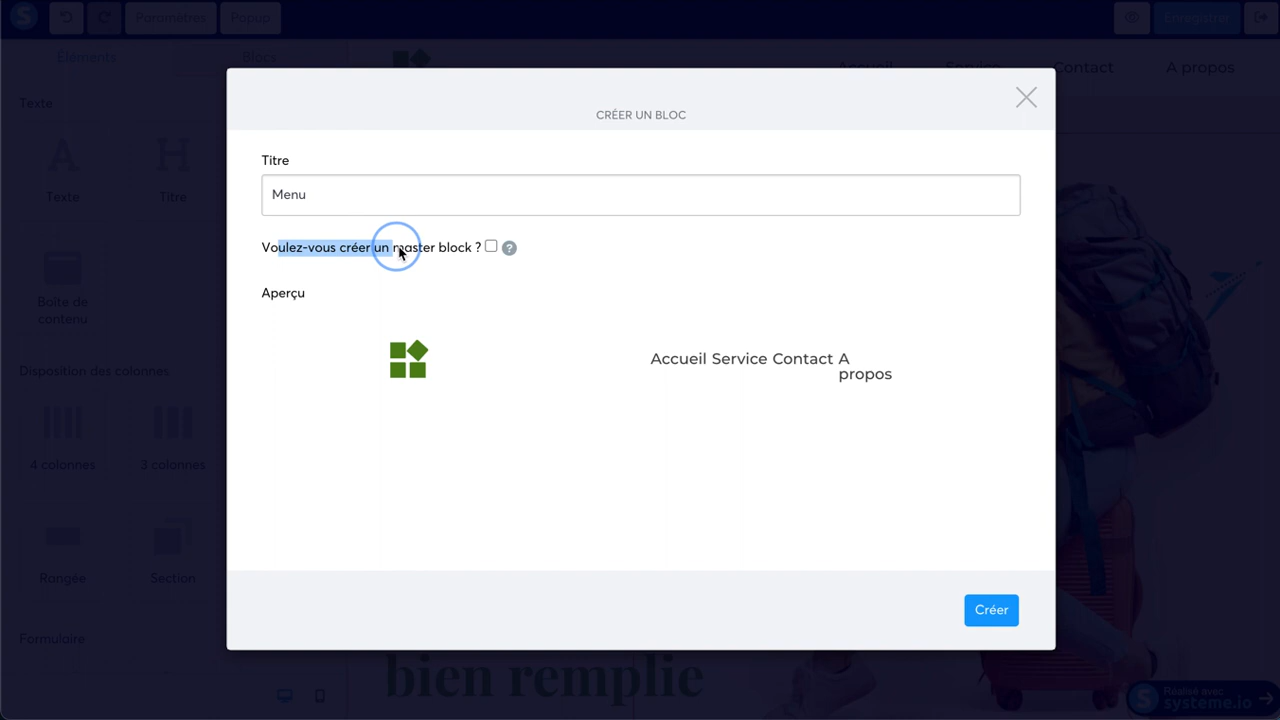 S
Paramètres
Popup
Enregistrer
Éléments
Blocs
Accueil
Service
Contact
A propos
Texte
A
Texte
H
Titre
Boîte de
contenu
Disposition des colonnes
4 colonnes
3 colonnes
Rangée
Section
Formulaire
CRÉER UN BLOC
Titre
Menu
Voulez-vous créer un master block ?
?
Aperçu
Accueil Service Contact A
propos
Créer
bien remplie
S
Réalisé avec
systeme.io